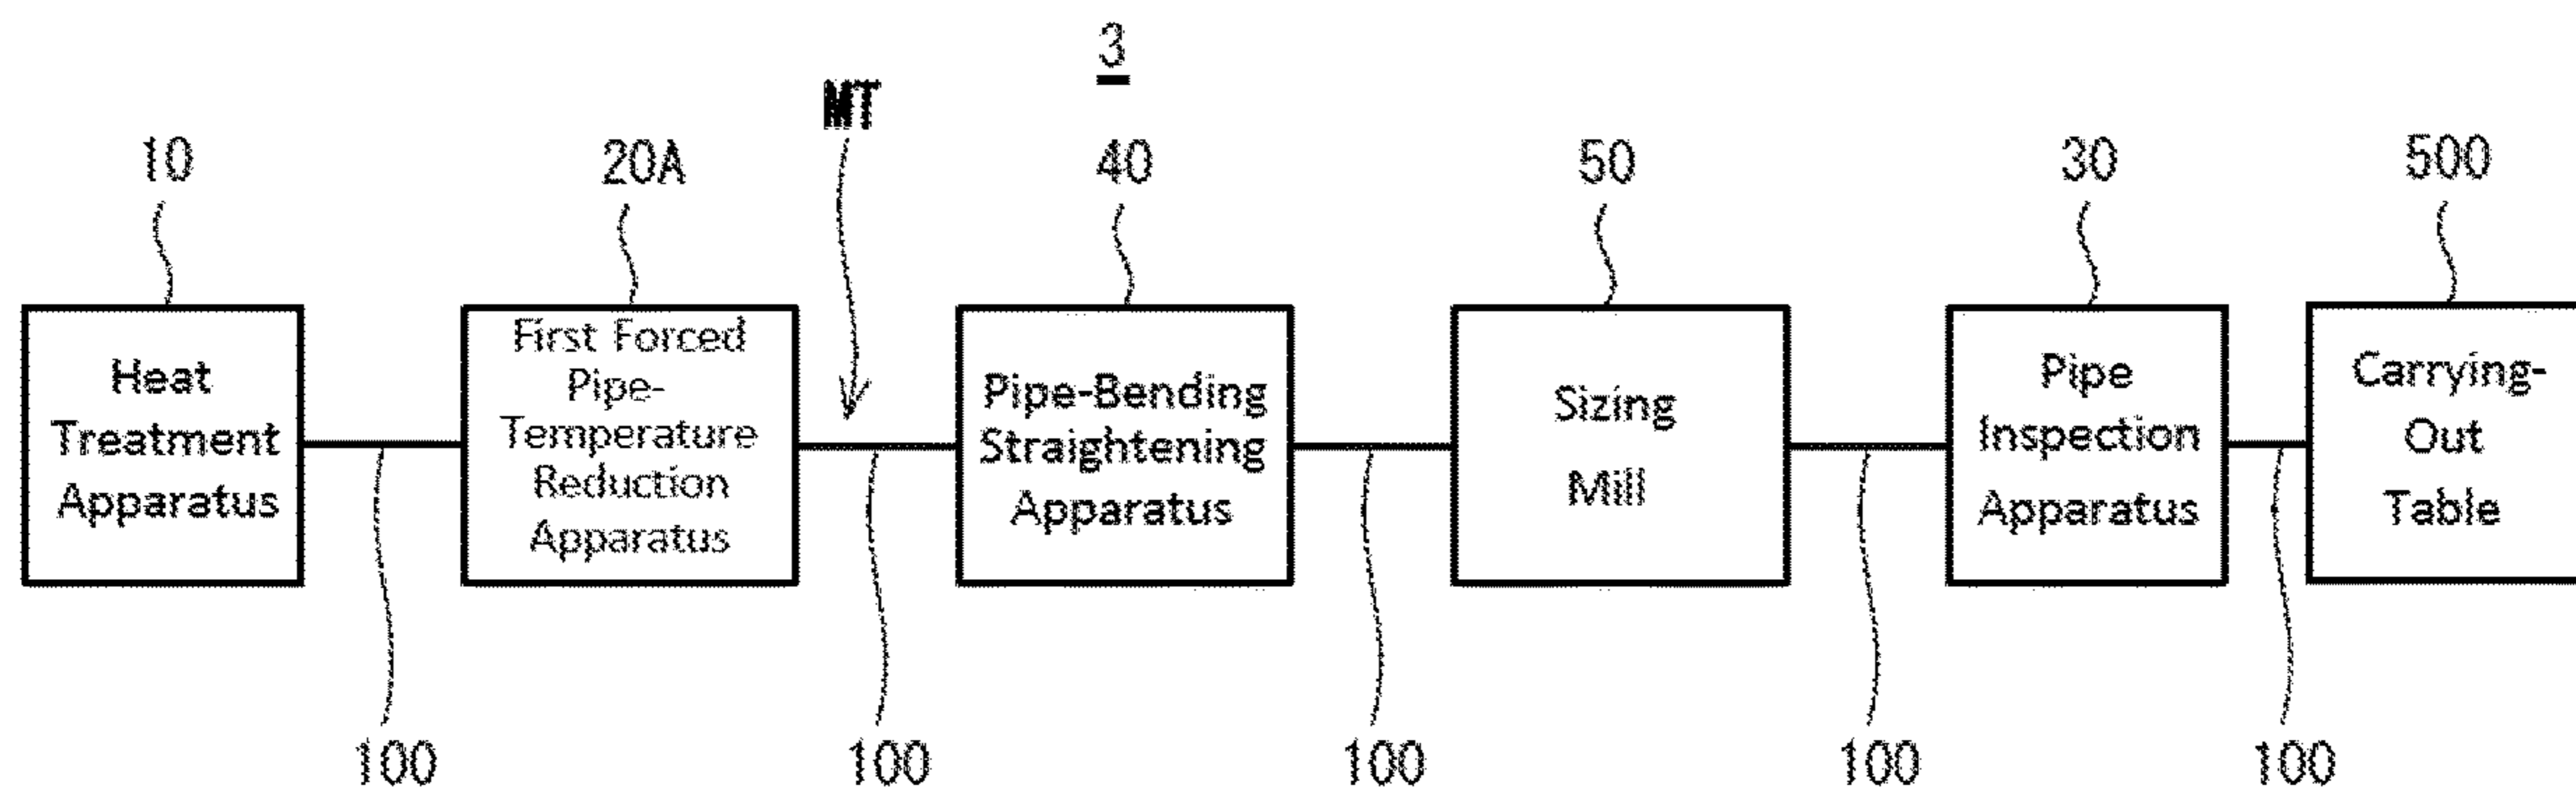 3
MT
10
20A
40
50
30
500
Heat
Treatment
Apparatus
First Forced
Pipe-
Temperature
Reduction
Apparatus
Pipe-Bending
Straightening
Apparatus
Sizing
Mill
Pipe
Inspection
Apparatus
Carrying-
Out
Table
100
100
100
100
100